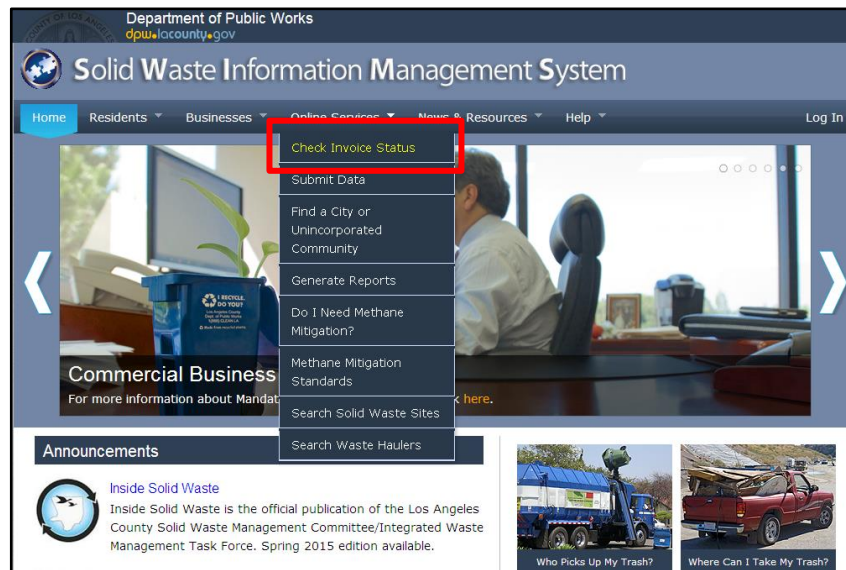 Department of Public Works
dpw.lacounty.gov
Solid Waste Information Management System
Home Residents Businesses Online Services News & Resources Help Log In
Check Invoice Status
Submit Data
Find a City or
Unincorporated
Community
Generate Reports
Do I Need Methane
Mitigation?
Methane Mitigation
Standards
Search Solid Waste Sites
Search Waste Haulers
I RECYCLE.
DO YOU?
Commercial Business
For more information about Mandat
here.
Announcements
Inside Solid Waste
Inside Solid Waste is the official publication of the Los Angeles
County Solid Waste Management Committee/Integrated Waste
Management Task Force. Spring 2015 edition available.
Who Picks Up My Trash?
Where Can I Take My Trash?